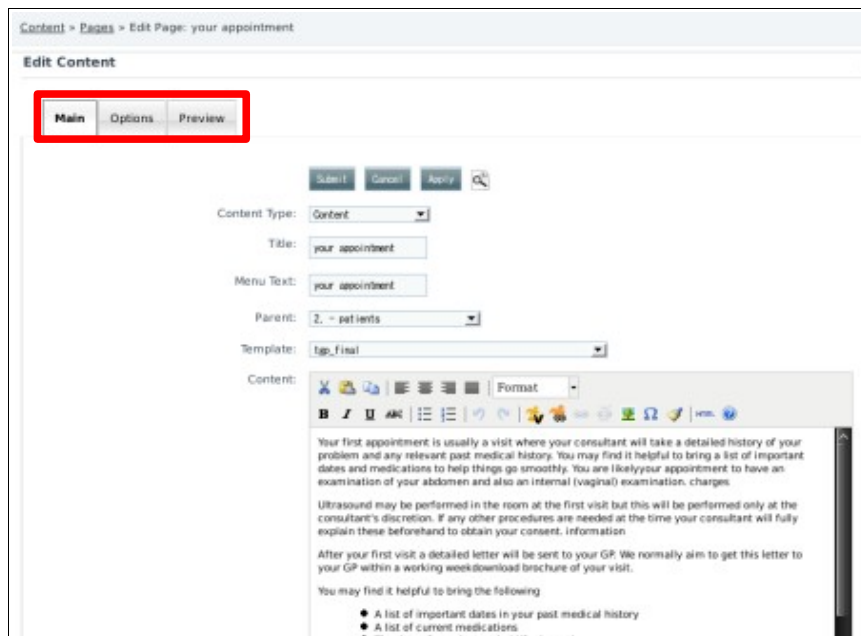 Content » Pages » Edit Page: your appointment
Edit Content
Main Options Preview
Submit Cancel Apply
Content Type: Content
Title: your appointment
Menu Text: your appointment
Parent: 2. - patients
Template: tgp_final
Content:
Format
B I U ABC HTML
Your first appointment is usually a visit where your consultant will take a detailed history of your
problem and any relevant past medical history. You may find it helpful to bring a list of important
dates and medications to help things go smoothly. You are likelyyour appointment to have an
examination of your abdomen and also an internal (vaginal) examination. charges
Ultrasound may be performed in the room at the first visit but this will be performed only at the
consultant's discretion. If any other procedures are needed at the time your consultant will fully
explain these beforehand to obtain your consent. information
After your first visit a detailed letter will be sent to your GP. We normally aim to get this letter to
your GP within a working weekdownload brochure of your visit.
You may find it helpful to bring the following
● A list of important dates in your past medical history
● A list of current medications